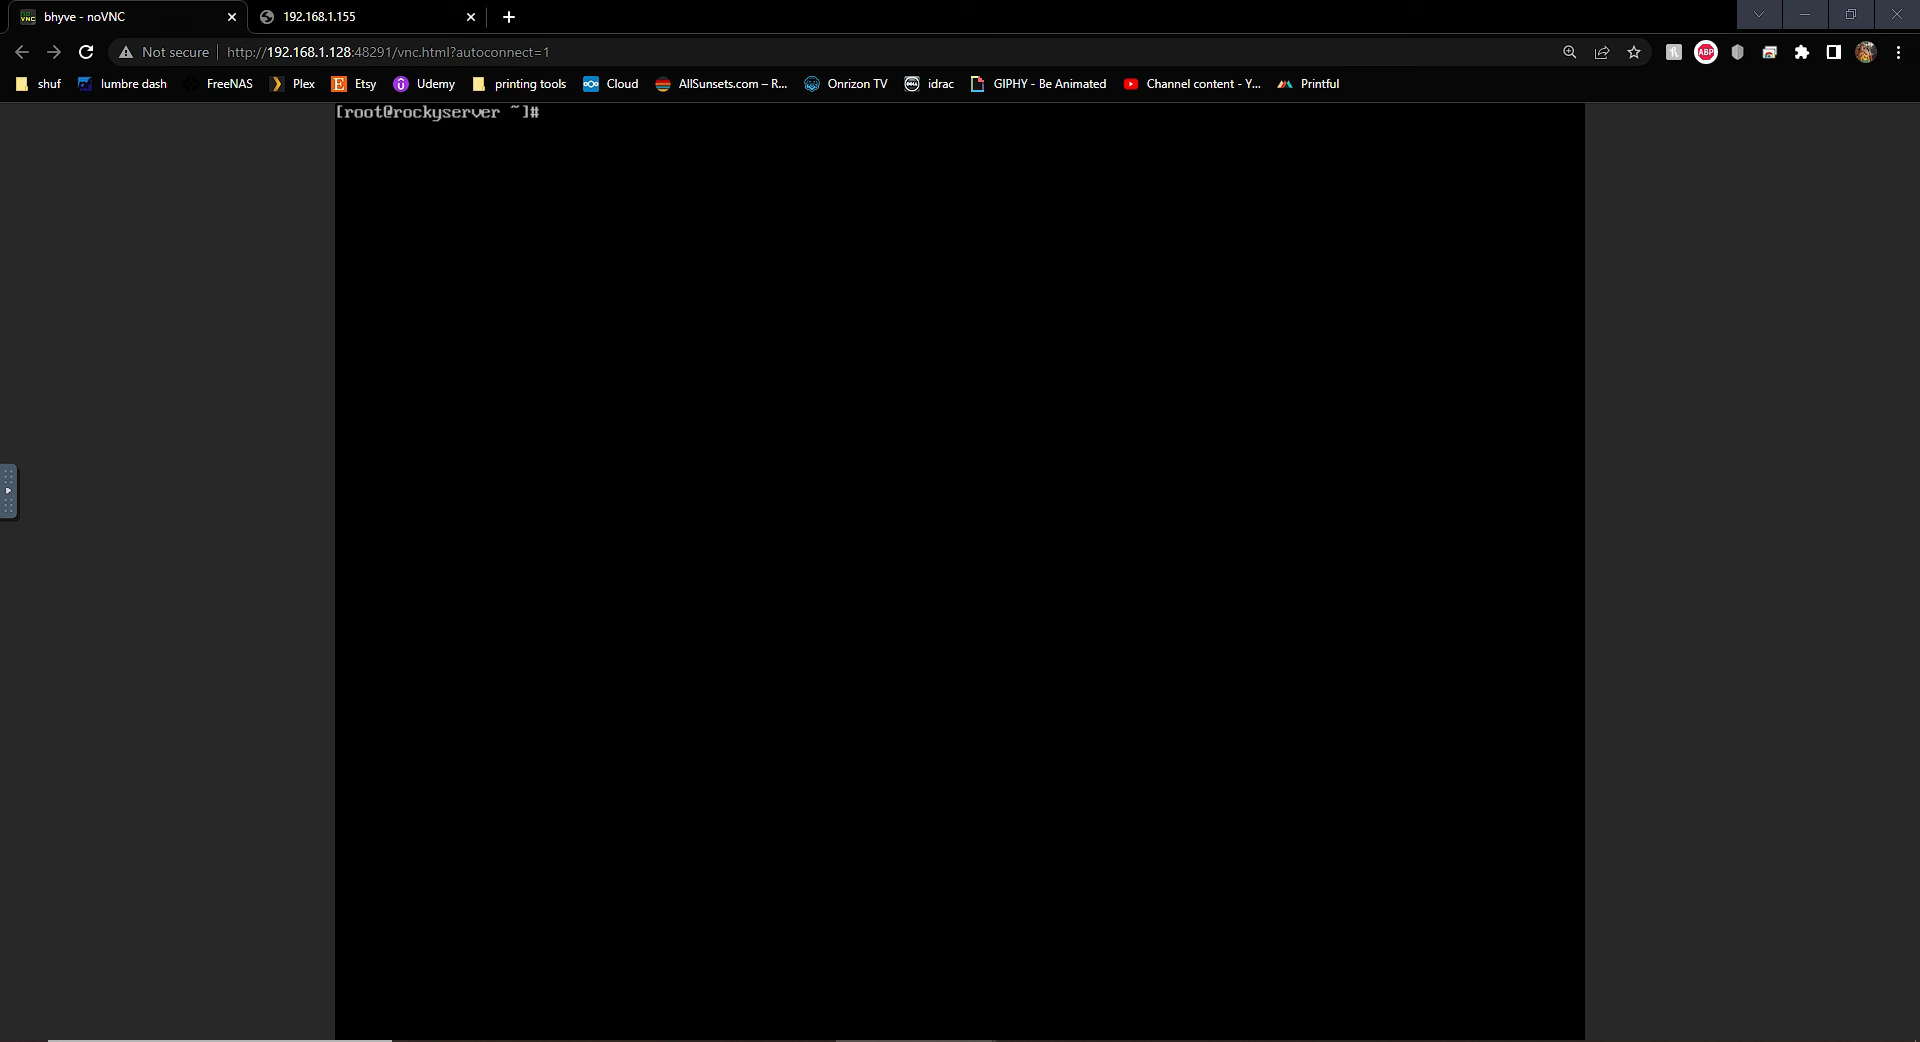 bhyve - noVNC
192.168.1.155
Not secure
http://192.168.1.128:48291/vnc.html?autoconnect=1
ABP
shuf
lumbre dash
FreeNAS
Plex
Etsy
Udemy
printing tools
Cloud
AllSunsets.com – R...
Onrizon TV
idrac
GIPHY - Be Animated
Channel content - Y...
Printful
[root@rockyserver ~]#